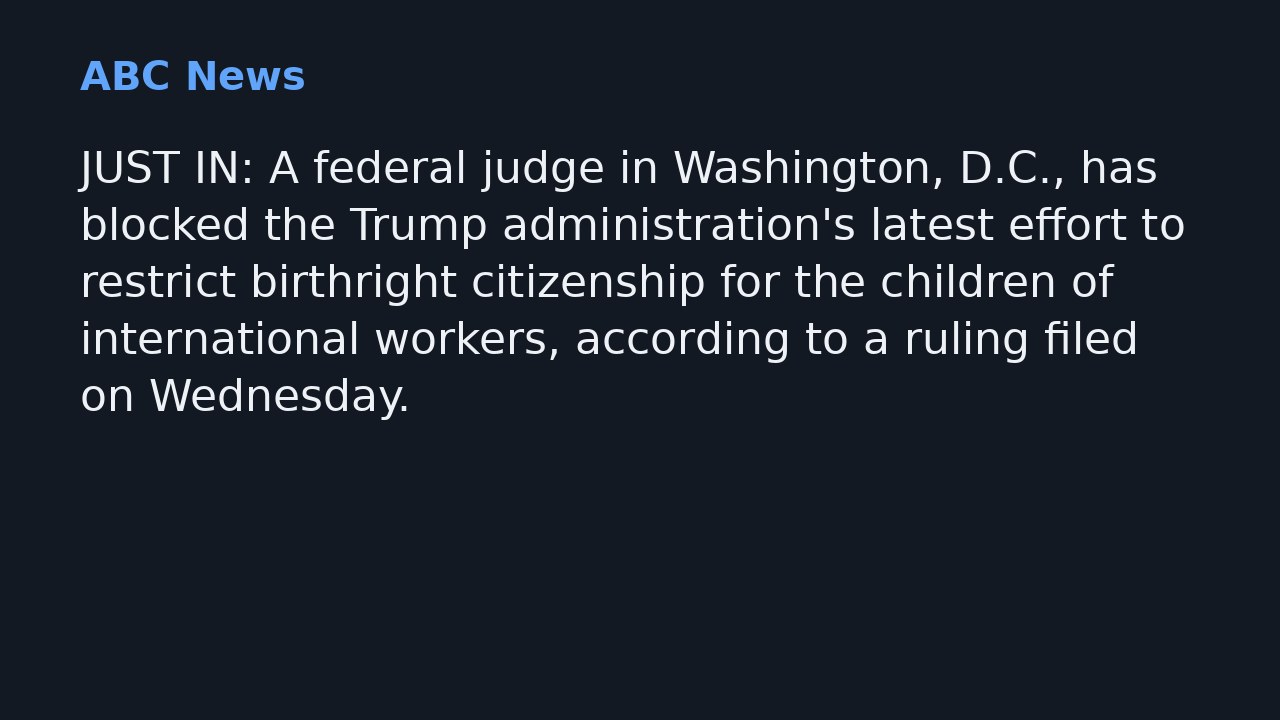 ABC News
JUST IN: A federal judge in Washington, D.C., has
blocked the Trump administration's latest effort to
restrict birthright citizenship for the children of
international workers, according to a ruling filed
on Wednesday.